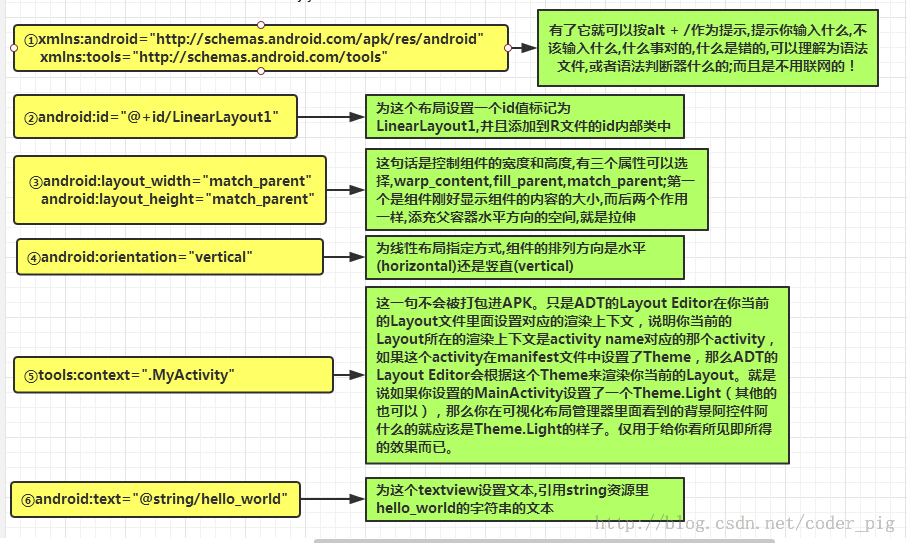 ①xmlns:android="http://schemas.android.com/apk/res/android"
xmlns:tools="http://schemas.android.com/tools"
有了它就可以按alt + /作为提示,提示你输入什么,不
该输入什么,什么事对的,什么是错的,可以理解为语法
文件,或者语法判断器什么的;而且是不用联网的！
②android:id="@+id/LinearLayout1"
为这个布局设置一个id值标记为
LinearLayout1,并且添加到R文件的id内部类中
③android:layout_width="match_parent"
android:layout_height="match_parent"
这句话是控制组件的宽度和高度,有三个属性可以选
择,warp_content,fill_parent,match_parent;第一
个是组件刚好显示组件的内容的大小,而后两个作用
一样,添充父容器水平方向的空间,就是拉伸
④android:orientation="vertical"
为线性布局指定方式,组件的排列方向是水平
(horizontal)还是竖直(vertical)
⑤tools:context=".MyActivity"
这一句不会被打包进APK。只是ADT的Layout Editor在你当前
的Layout文件里面设置对应的渲染上下文，说明你当前的
Layout所在的渲染上下文是activity name对应的那个activity，
如果这个activity在manifest文件中设置了Theme，那么ADT的
Layout Editor会根据这个Theme来渲染你当前的Layout。就是
说如果你设置的MainActivity设置了一个Theme.Light（其他的
也可以），那么你在可视化布局管理器里面看到的背景阿控件阿
什么的就应该是Theme.Light的样子。仅用于给你看所见即所得
的效果而已。
⑥android:text="@string/hello_world"
为这个textview设置文本,引用string资源里
hello_world的字符串的文本
http://blog.csdn.net/coder_pig